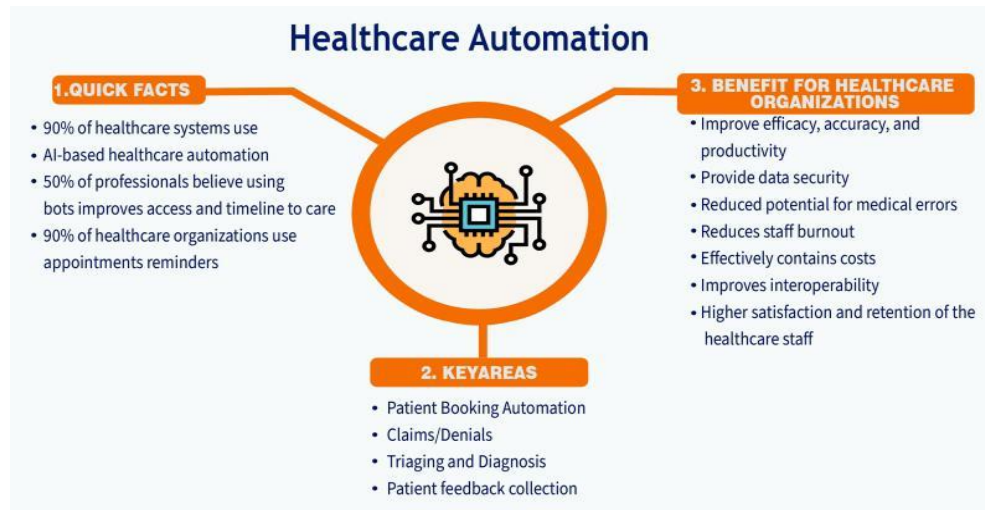 Healthcare Automation
1.QUICK FACTS
• 90% of healthcare systems use
• AI-based healthcare automation
• 50% of professionals believe using
bots improves access and timeline to care
• 90% of healthcare organizations use
appointments reminders
2. KEYAREAS
• Patient Booking Automation
• Claims/Denials
• Triaging and Diagnosis
• Patient feedback collection
3. BENEFIT FOR HEALTHCARE
ORGANIZATIONS
• Improve efficacy, accuracy, and
productivity
• Provide data security
• Reduced potential for medical errors
• Reduces staff burnout
• Effectively contains costs
• Improves interoperability
• Higher satisfaction and retention of the
healthcare staff